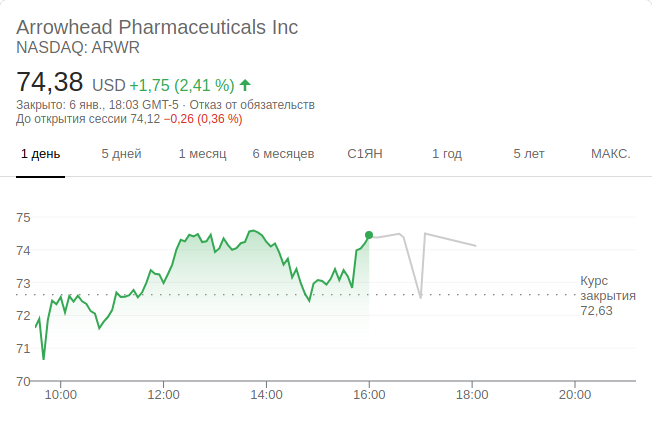 Arrowhead Pharmaceuticals Inc
NASDAQ: ARWR
74,38 USD +1,75 (2,41 %)
Закрыто: 6 янв., 18:03 GMT-5 · Отказ от обязательств
До открытия сессии 74,12 −0,26 (0,36 %)
1 день 5 дней 1 месяц 6 месяцев С1ЯН 1 год 5 лет МАКС.
75
74
73
72
71
70
Курс
закрытия
72,63
10:00 12:00 14:00 16:00 18:00 20:00